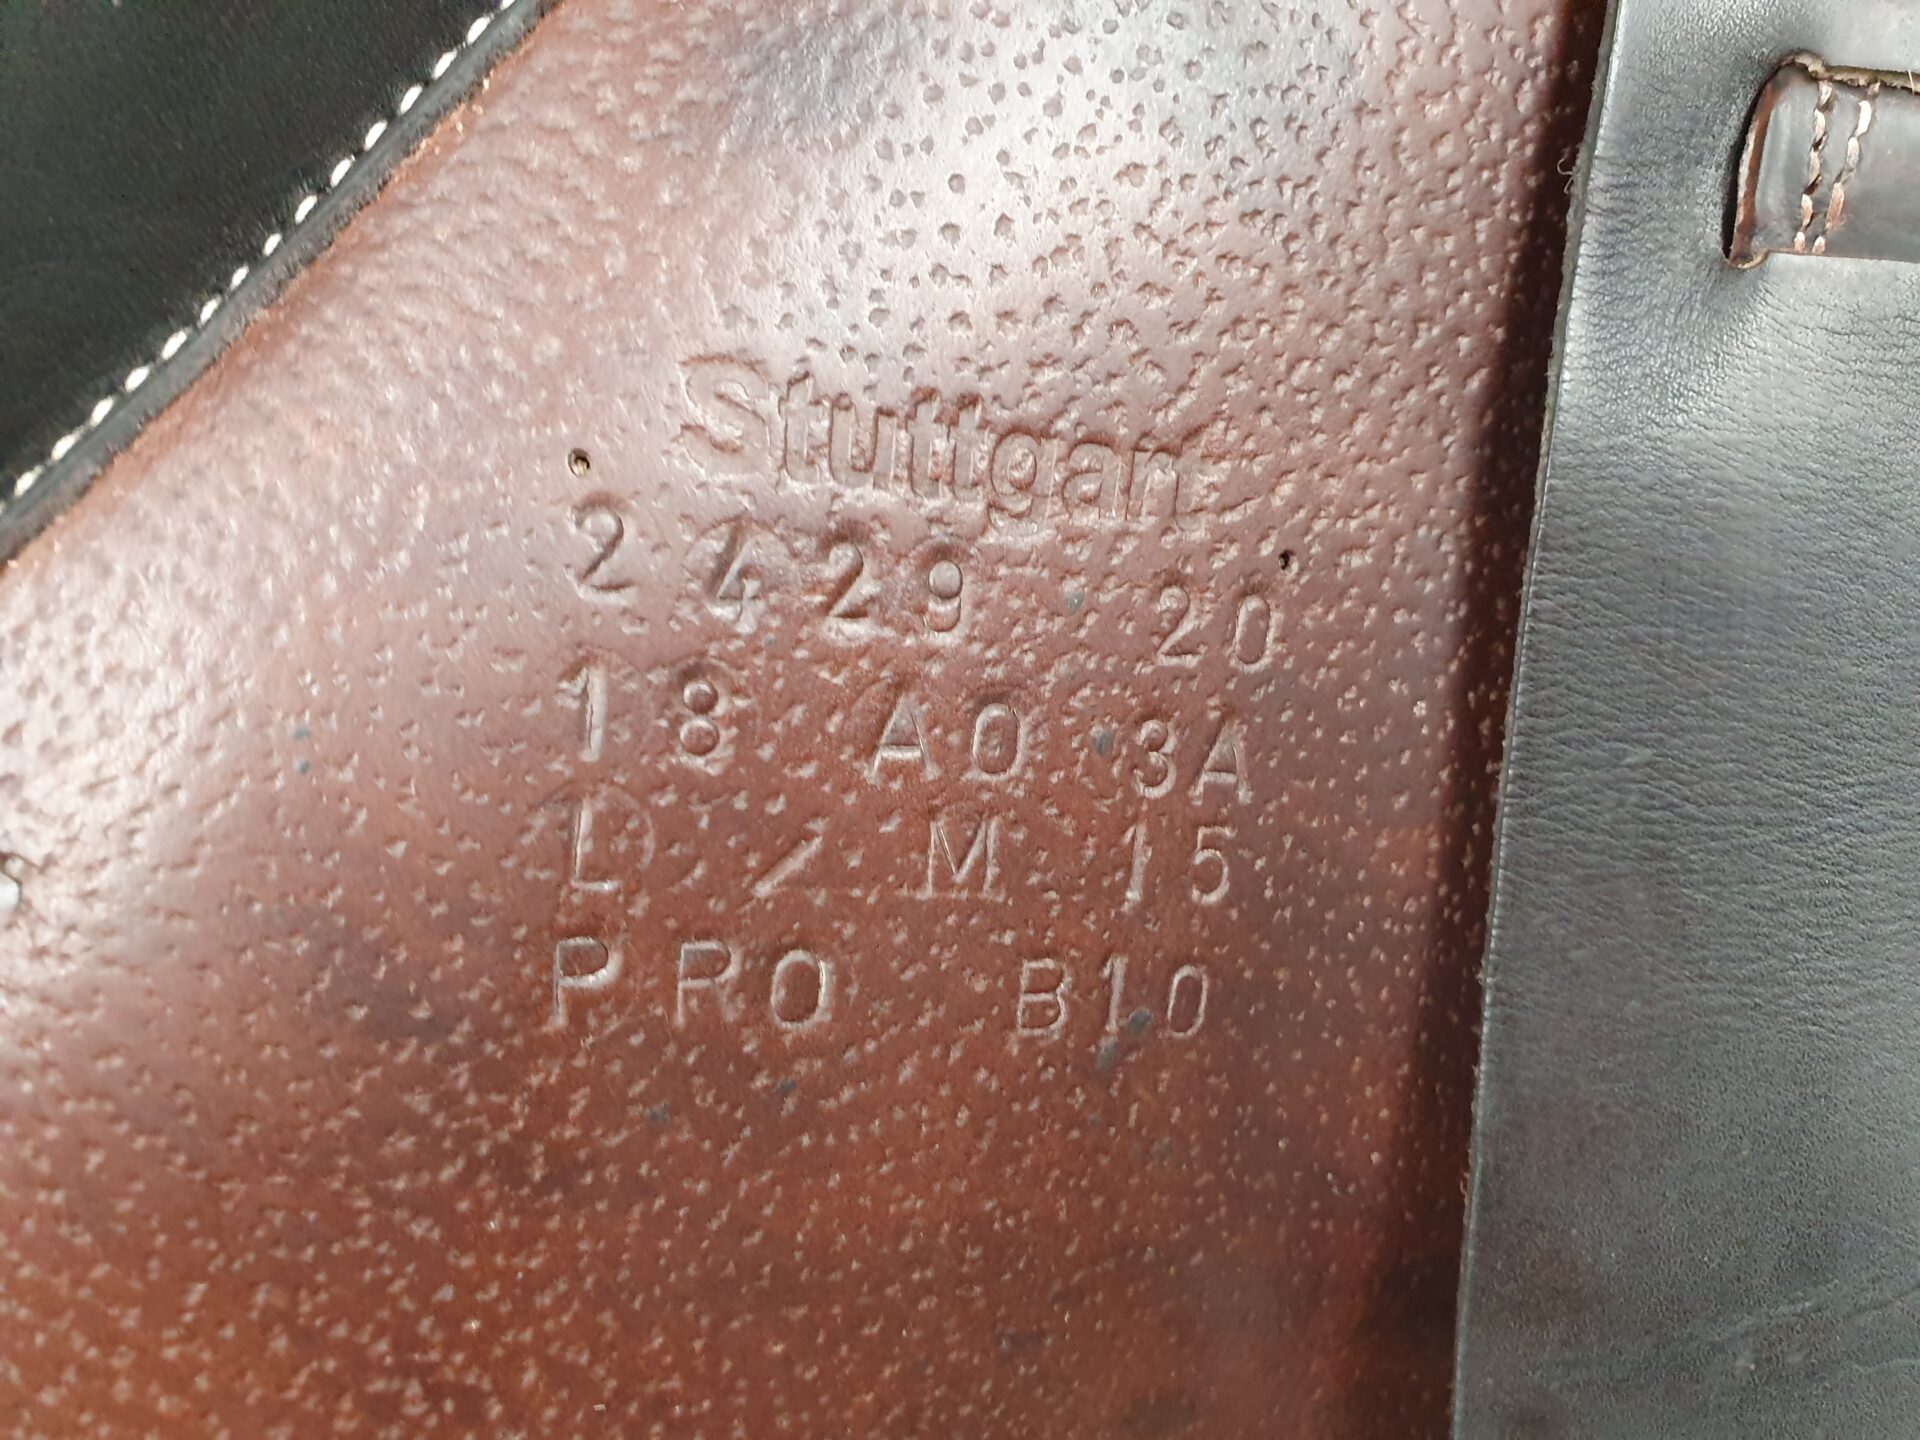 Stuttgart
2429 20
18 A0 3A
L / M 15
PRO B10